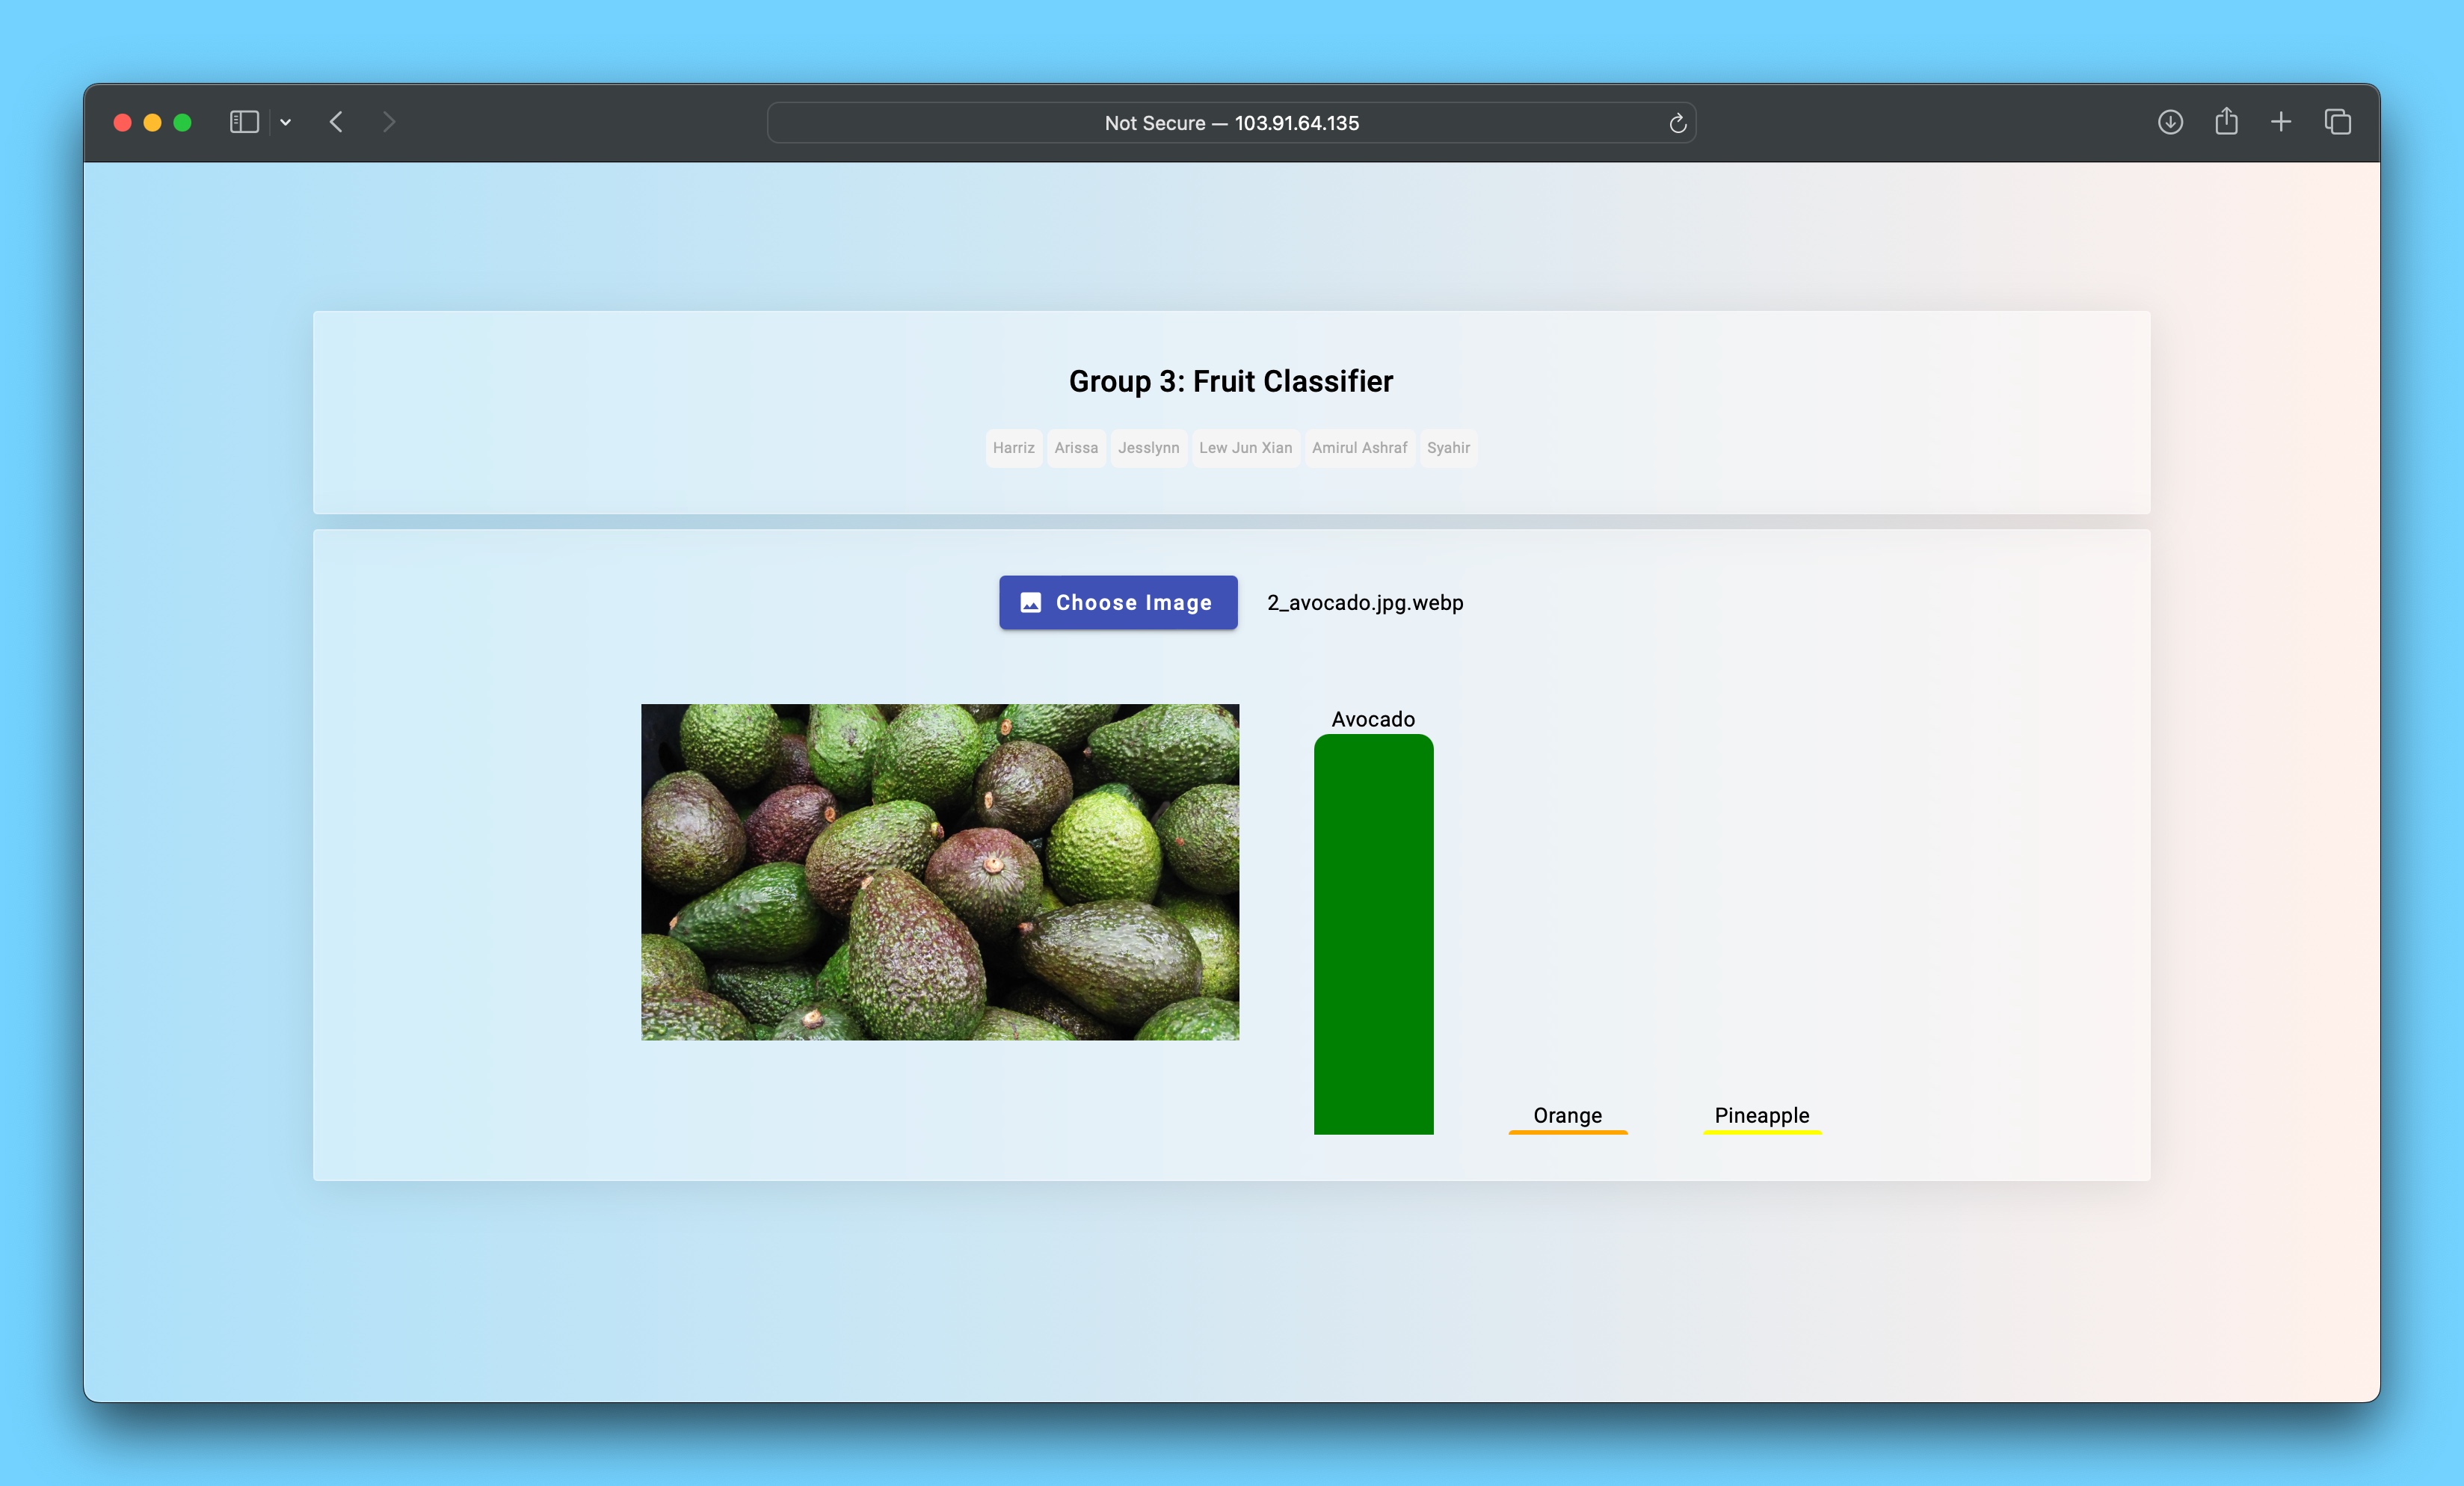 Not Secure — 103.91.64.135
Group 3: Fruit Classifier
Harriz Arissa Jesslynn Lew Jun Xian Amirul Ashraf Syahir
Choose Image 2_avocado.jpg.webp
Avocado
Orange Pineapple